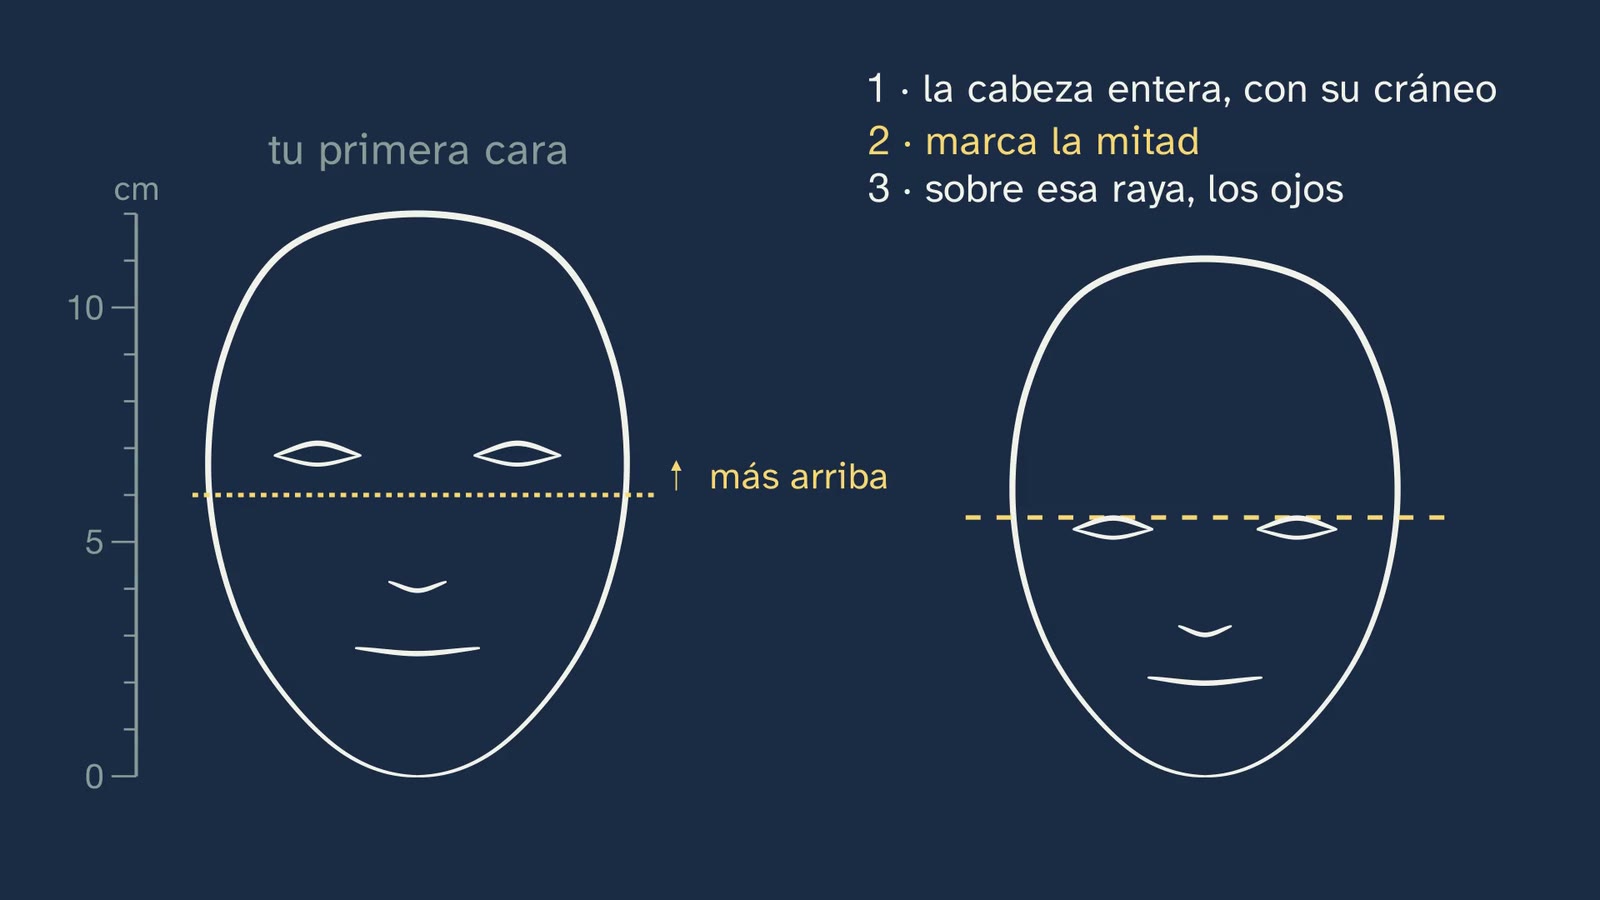 tu primera cara
cm
10
5
0
más arriba
1 · la cabeza entera, con su cráneo
2 · marca la mitad
3 · sobre esa raya, los ojos